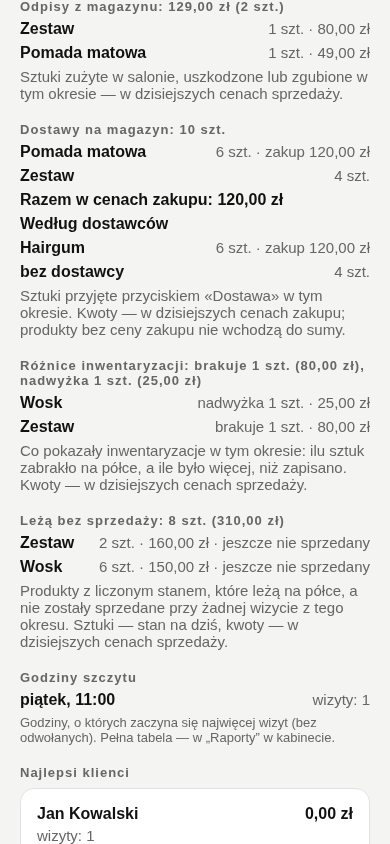 Odpisy z magazynu: 129,00 zł (2 szt.)
Zestaw 1 szt. · 80,00 zł
Pomada matowa 1 szt. · 49,00 zł
Sztuki zużyte w salonie, uszkodzone lub zgubione w
tym okresie — w dzisiejszych cenach sprzedaży.
Dostawy na magazyn: 10 szt.
Pomada matowa 6 szt. · zakup 120,00 zł
Zestaw 4 szt.
Razem w cenach zakupu: 120,00 zł
Według dostawców
Hairgum 6 szt. · zakup 120,00 zł
bez dostawcy 4 szt.
Sztuki przyjęte przyciskiem «Dostawa» w tym
okresie. Kwoty — w dzisiejszych cenach zakupu;
produkty bez ceny zakupu nie wchodzą do sumy.
Różnice inwentaryzacji: brakuje 1 szt. (80,00 zł),
nadwyżka 1 szt. (25,00 zł)
Wosk nadwyżka 1 szt. · 25,00 zł
Zestaw brakuje 1 szt. · 80,00 zł
Co pokazały inwentaryzacje w tym okresie: ilu sztuk
zabrakło na półce, a ile było więcej, niż zapisano.
Kwoty — w dzisiejszych cenach sprzedaży.
Leżą bez sprzedaży: 8 szt. (310,00 zł)
Zestaw 2 szt. · 160,00 zł · jeszcze nie sprzedany
Wosk 6 szt. · 150,00 zł · jeszcze nie sprzedany
Produkty z liczonym stanem, które leżą na półce, a
nie zostały sprzedane przy żadnej wizycie z tego
okresu. Sztuki — stan na dziś, kwoty — w
dzisiejszych cenach sprzedaży.
Godziny szczytu
piątek, 11:00 wizyty: 1
Godziny, o których zaczyna się najwięcej wizyt (bez
odwołanych). Pełna tabela — w „Raporty” w kabinecie.
Najlepsi klienci
Jan Kowalski 0,00 zł
wizyty: 1